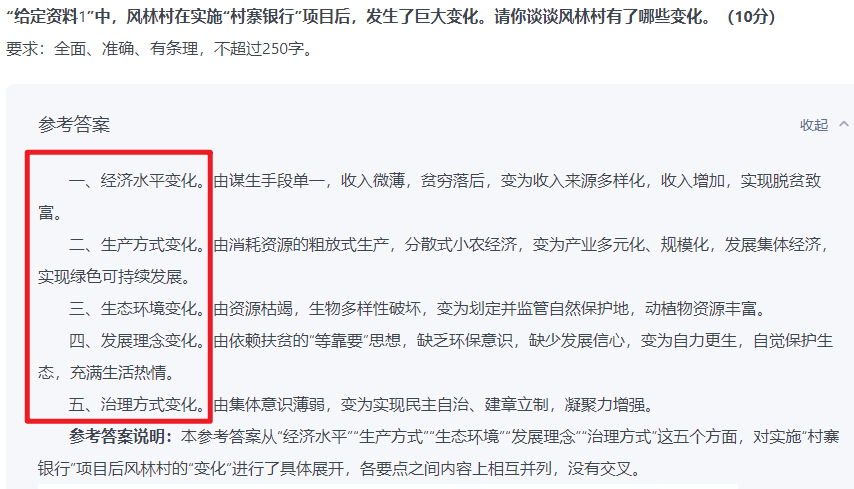 “给定资料1”中，风林村在实施“村寨银行”项目后，发生了巨大变化。请你谈谈风林村有了哪些变化。（10分）
要求：全面、准确、有条理，不超过250字。
参考答案
收起
一、经济水平变化。由谋生手段单一，收入微薄，贫穷落后，变为收入来源多样化，收入增加，实现脱贫致
富。
二、生产方式变化。由消耗资源的粗放式生产，分散式小农经济，变为产业多元化、规模化，发展集体经济，
实现绿色可持续发展。
三、生态环境变化。由资源枯竭，生物多样性破坏，变为划定并监管自然保护地，动植物资源丰富。
四、发展理念变化。由依赖扶贫的“等靠要”思想，缺乏环保意识，缺少发展信心，变为自力更生，自觉保护生
态，充满生活热情。
五、治理方式变化。由集体意识薄弱，变为实现民主自治、建章立制，凝聚力增强。
参考答案说明：本参考答案从“经济水平”“生产方式”“生态环境”“发展理念”“治理方式”这五个方面，对实施“村寨
银行”项目后风林村的“变化”进行了具体展开，各要点之间内容上相互并列，没有交叉。